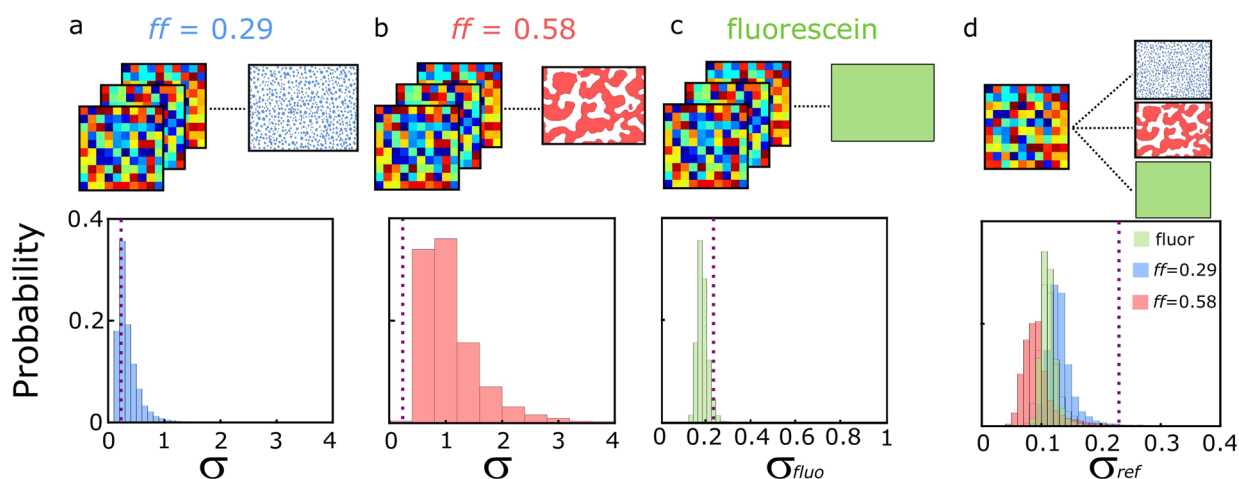 a
ff = 0.29
b
ff = 0.58
c
fluorescein
d
Probability
0.4
0.2
0
0 1 2 3 4
σ
0 1 2 3 4
σ
0 0.2 0.4 0.6 0.8 1
σfluo
fluor
ff=0.29
ff=0.58
0 0.1 0.2 0.3 0.4
σref